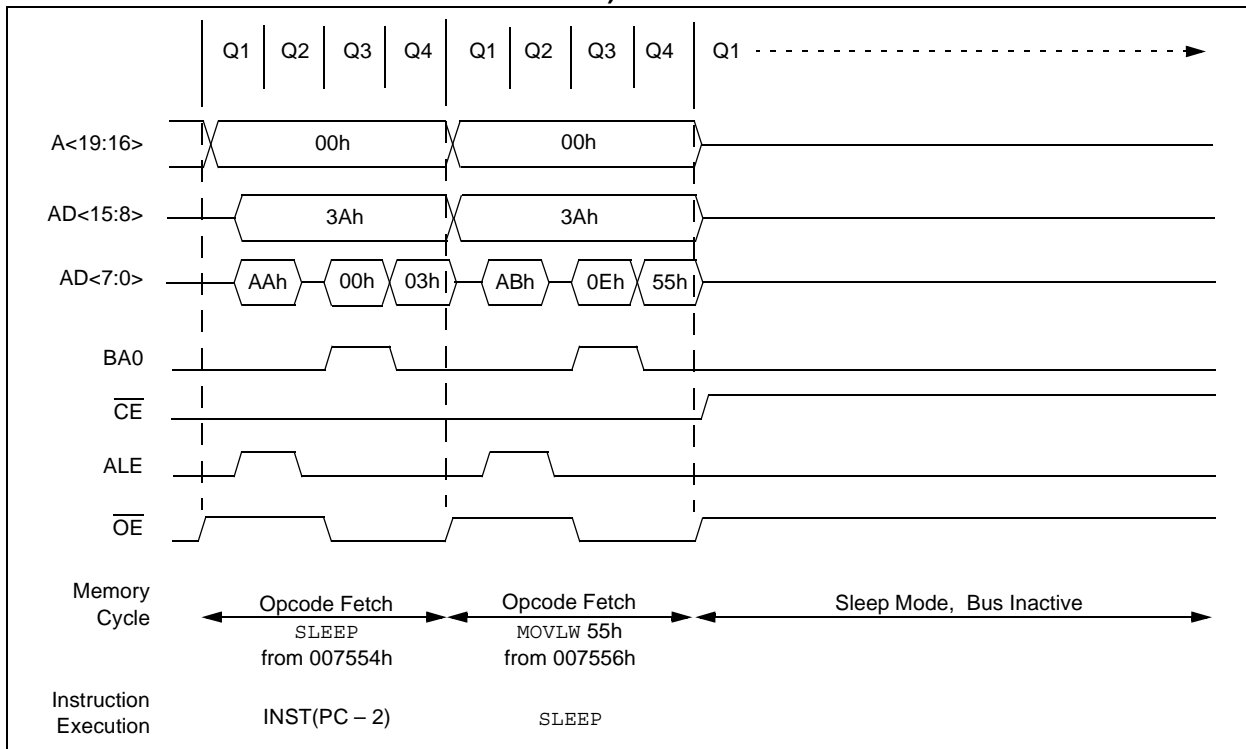 Q1 Q2 Q3 Q4 Q1 Q2 Q3 Q4 Q1
A<19:16> 00h 00h
AD<15:8> 3Ah 3Ah
AD<7:0> AAh 00h 03h ABh 0Eh 55h
BA0
CE
ALE
OE
Memory
Cycle
Opcode Fetch
SLEEP
from 007554h
Opcode Fetch
MOVLW 55h
from 007556h
Sleep Mode, Bus Inactive
Instruction
Execution
INST(PC – 2)
SLEEP